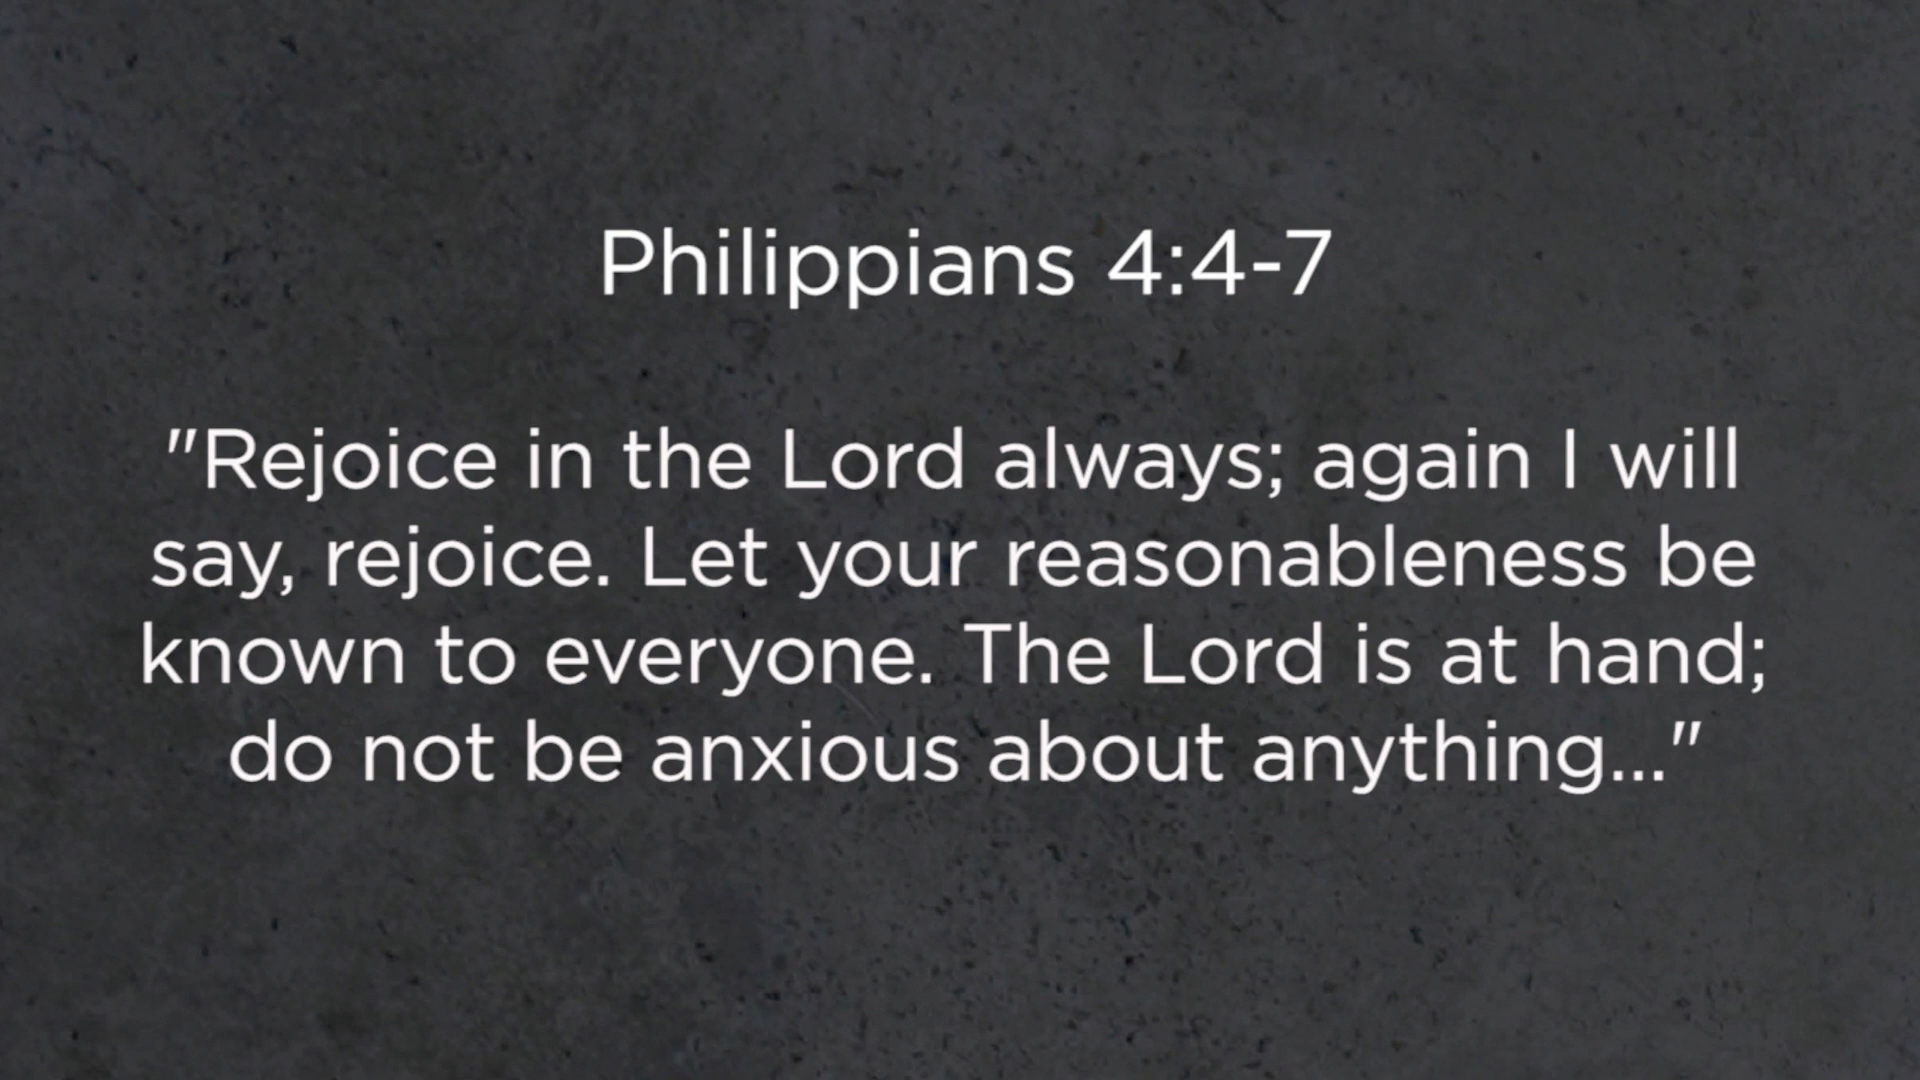 Philippians 4:4-7
"Rejoice in the Lord always; again I will
say, rejoice. Let your reasonableness be
known to everyone. The Lord is at hand;
do not be anxious about anything..."